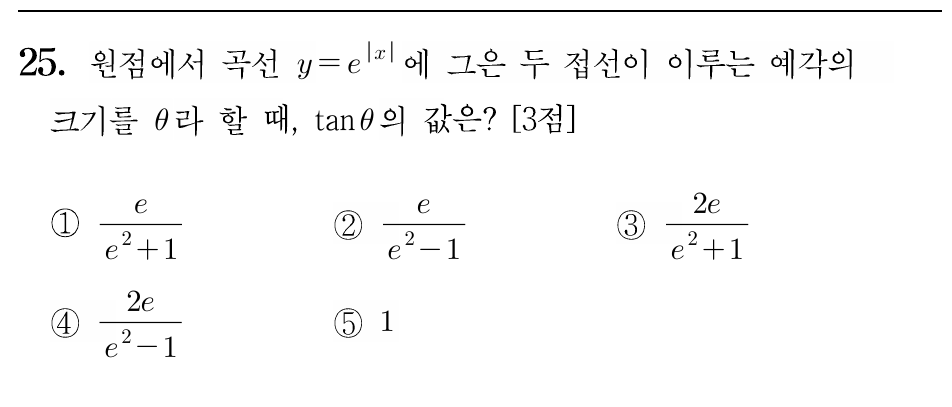 25. 원점에서 곡선 $y=e^{|x|}$에 그은 두 접선이 이루는 예각의
크기를 $\theta$라 할 때, $\tan\theta$의 값은? [3점]
① $\frac{e}{e^2+1}$ ② $\frac{e}{e^2-1}$ ③ $\frac{2e}{e^2+1}$
④ $\frac{2e}{e^2-1}$ ⑤ 1